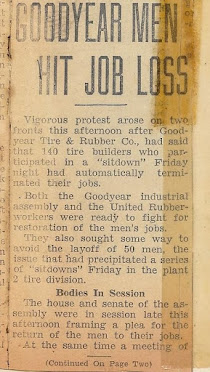 GOODYEAR MEN
HIT JOB LOSS
Vigorous protest arose on two
fronts this afternoon after Good-
year Tire & Rubber Co., had said
that 140 tire builders who par-
ticipated in a "sitdown" Friday
night had automatically termi-
nated their jobs.
Both the Goodyear industrial
assembly and the United Rubber-
workers were ready to fight for
restoration of the men's jobs.
They also sought some way to
avoid the layoff of 50 men, the
issue that had precipitated a series
of "sitdowns" Friday in the plant
2 tire division.
Bodies In Session
The house and senate of the as-
sembly were in session late this
afternoon framing a plea for the
return of the men to their jobs.
At the same time a meeting of
(Continued On Page Two)